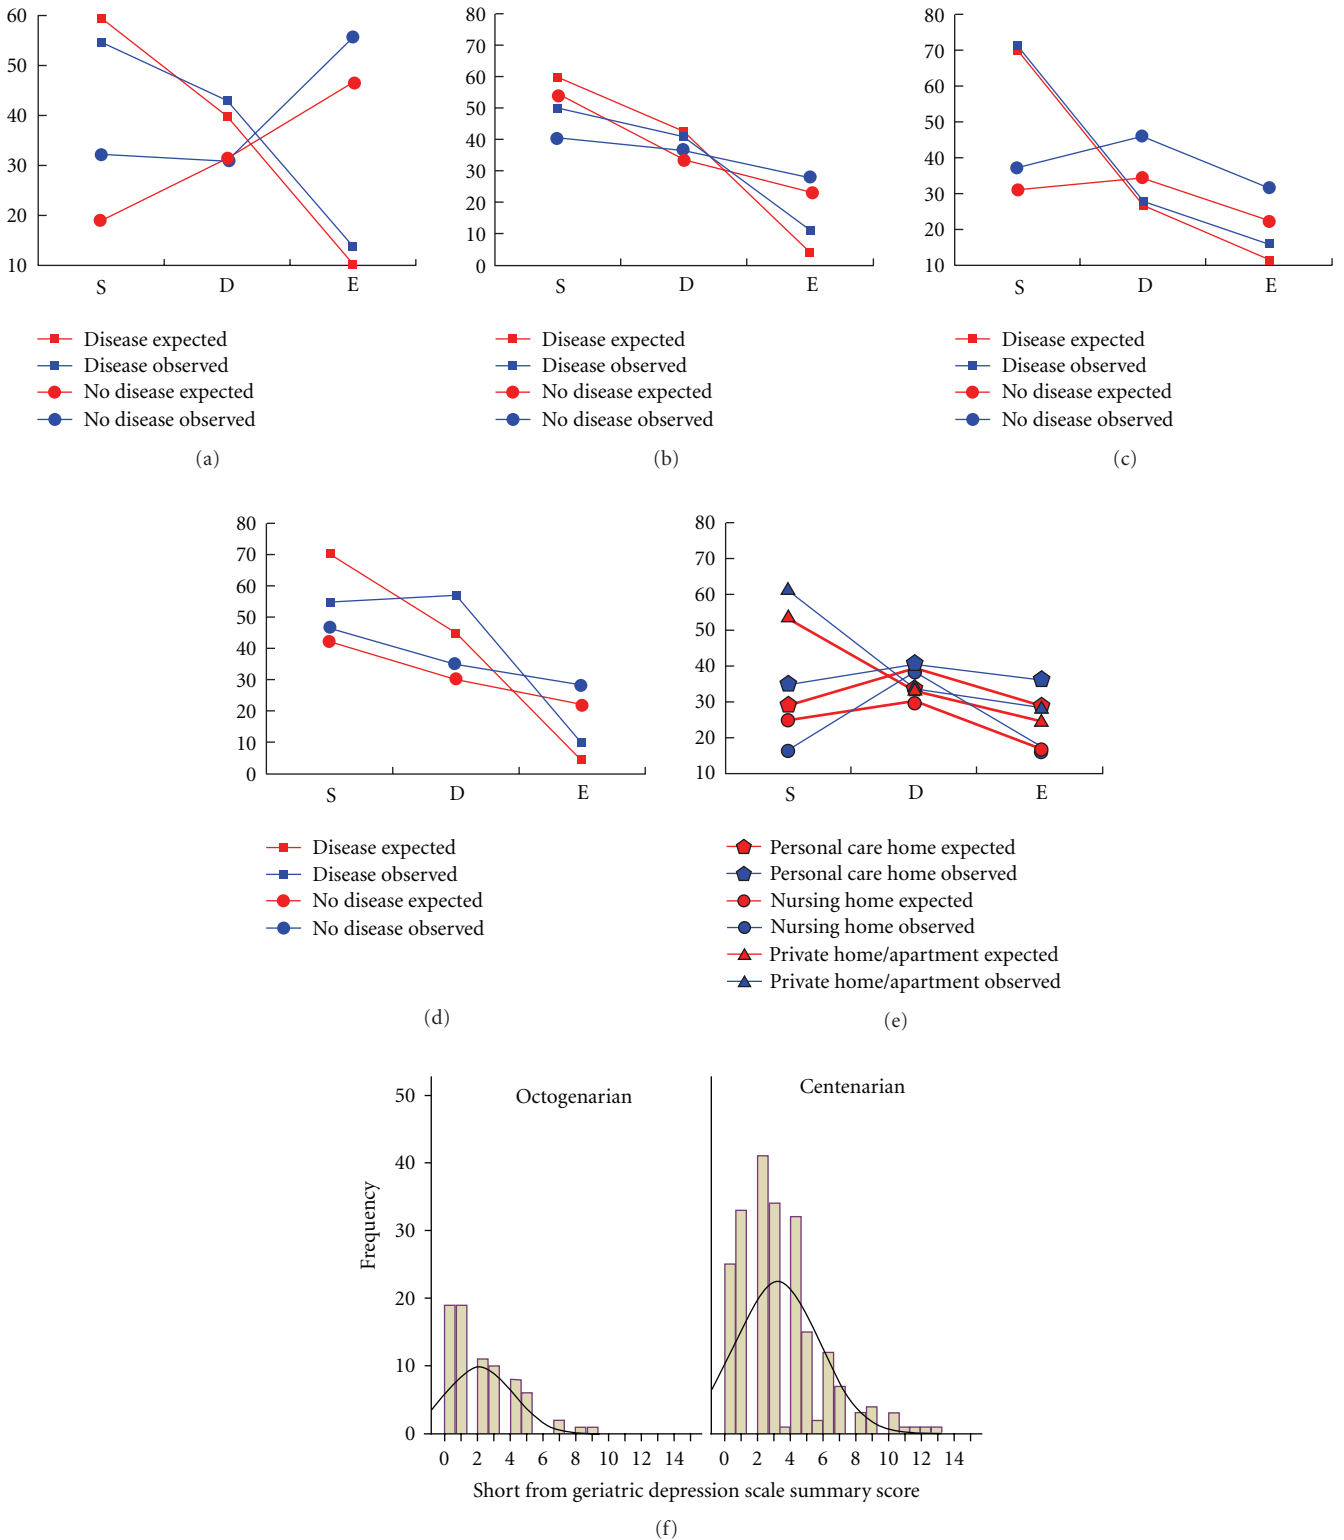 60
50
40
30
20
10
S
D
E
Disease expected
Disease observed
No disease expected
No disease observed
(a)
80
70
60
50
40
30
20
10
0
S
D
E
Disease expected
Disease observed
No disease expected
No disease observed
(b)
80
70
60
50
40
30
20
10
S
D
E
Disease expected
Disease observed
No disease expected
No disease observed
(c)
80
70
60
50
40
30
20
10
0
S
D
E
Disease expected
Disease observed
No disease expected
No disease observed
(d)
80
70
60
50
40
30
20
10
S
D
E
Personal care home expected
Personal care home observed
Nursing home expected
Nursing home observed
Private home/apartment expected
Private home/apartment observed
(e)
Octogenarian
Centenarian
Frequency
50
40
30
20
10
0
0 2 4 6 8 10 12 14
0 2 4 6 8 10 12 14
Short from geriatric depression scale summary score
(f)